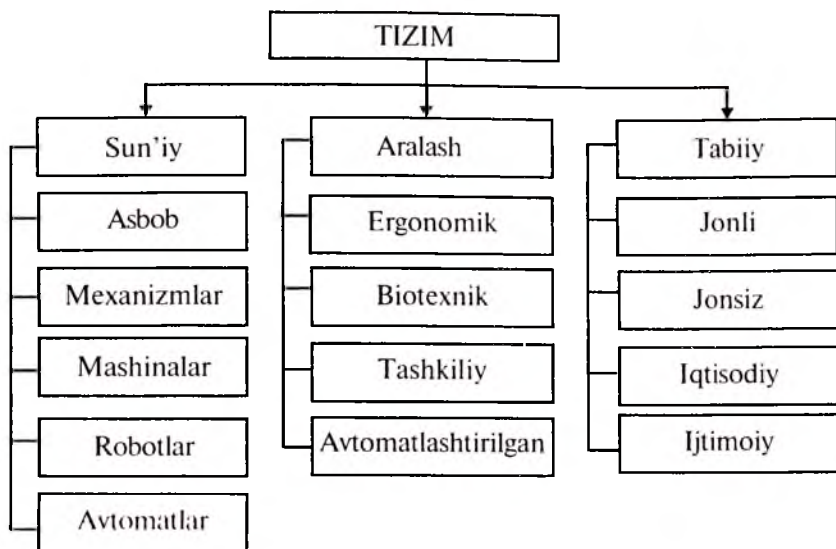 TIZIM
Sun'iy
Asbob
Mexanizmlar
Mashinalar
Robotlar
Avtomatlar
Aralash
Ergonomik
Biotexnik
Tashkiliy
Avtomatlashtirilgan
Tabiiy
Jonli
Jonsiz
Iqtisodiy
Ijtimoiy